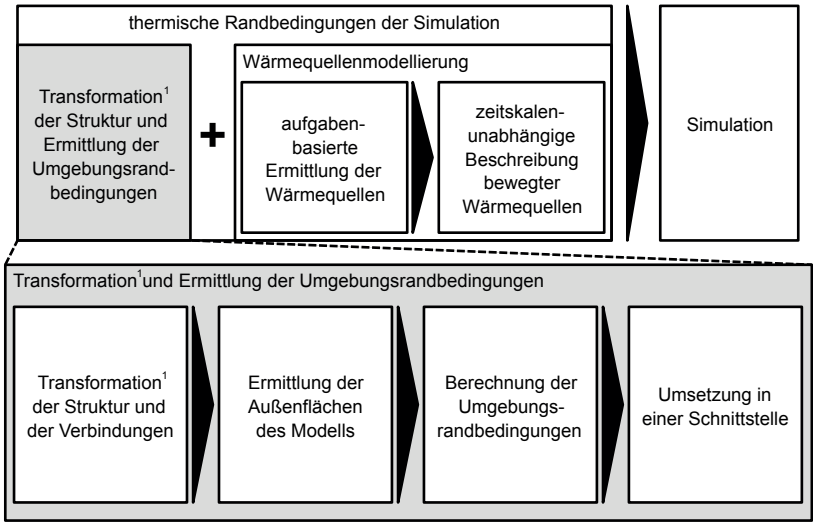 thermische Randbedingungen der Simulation
Transformation¹
der Struktur und
Ermittlung der
Umgebungsrand-
bedingungen
+
Wärmequellenmodellierung
aufgaben-
basierte
Ermittlung der
Wärmequellen
zeitskalen-
unabhängige
Beschreibung
bewegter
Wärmequellen
Simulation
Transformation¹und Ermittlung der Umgebungsrandbedingungen
Transformation¹
der Struktur und
der Verbindungen
Ermittlung der
Außenflächen
des Modells
Berechnung der
Umgebungs-
randbedingungen
Umsetzung in
einer Schnittstelle